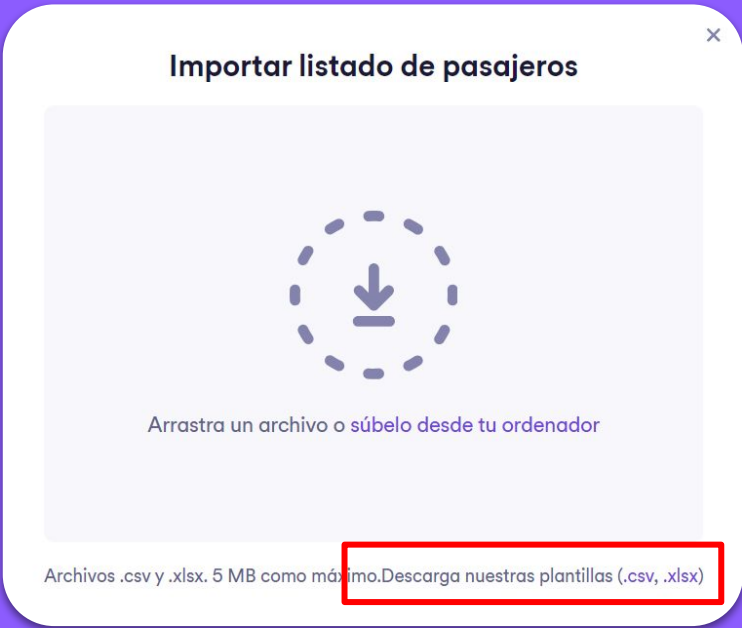 Importar listado de pasajeros
Arrastra un archivo o súbelo desde tu ordenador
Archivos .csv y .xlsx. 5 MB como máximo.Descarga nuestras plantillas (.csv, .xlsx)